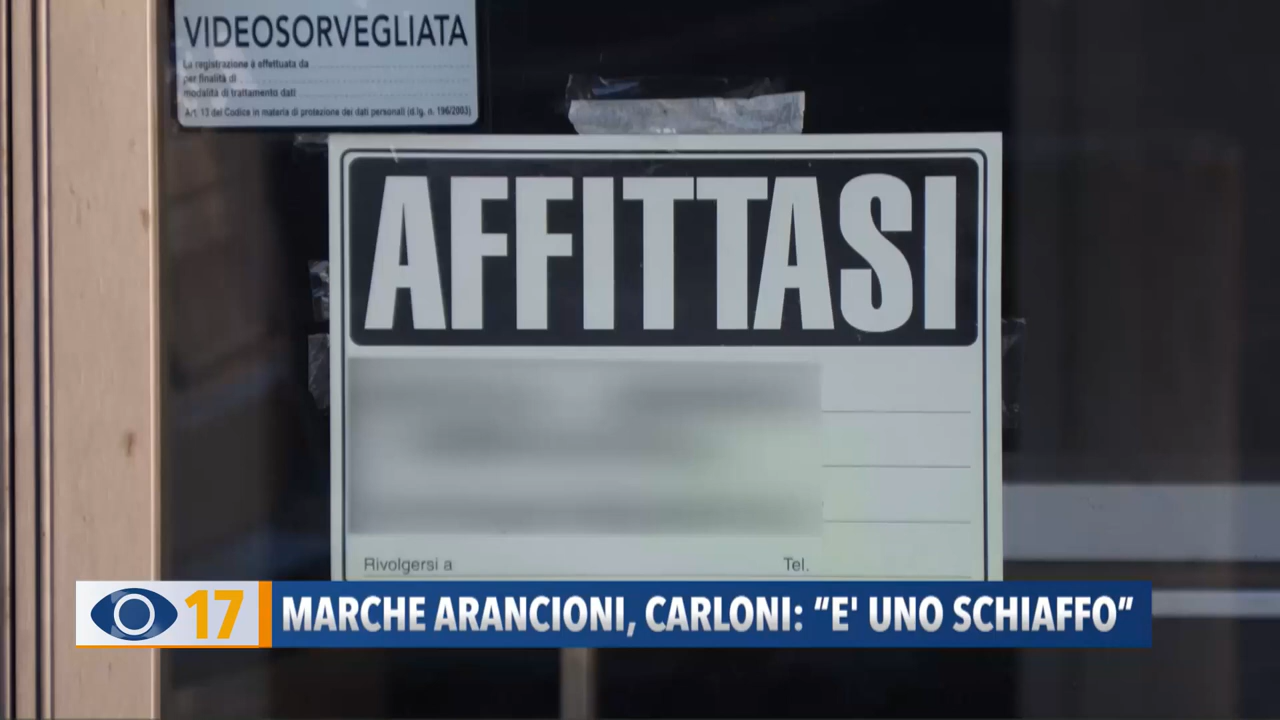 VIDEOSORVEGLIATA
La registrazione è effettuata da
per finalità di
modalità di trattamento dati
Art. 13 del Codice in materia di protezione dei dati personali (d.lg. n. 196/2003)
AFFITTASI
Rivolgersi a Tel.
17 MARCHE ARANCIONI, CARLONI: “E' UNO SCHIAFFO”